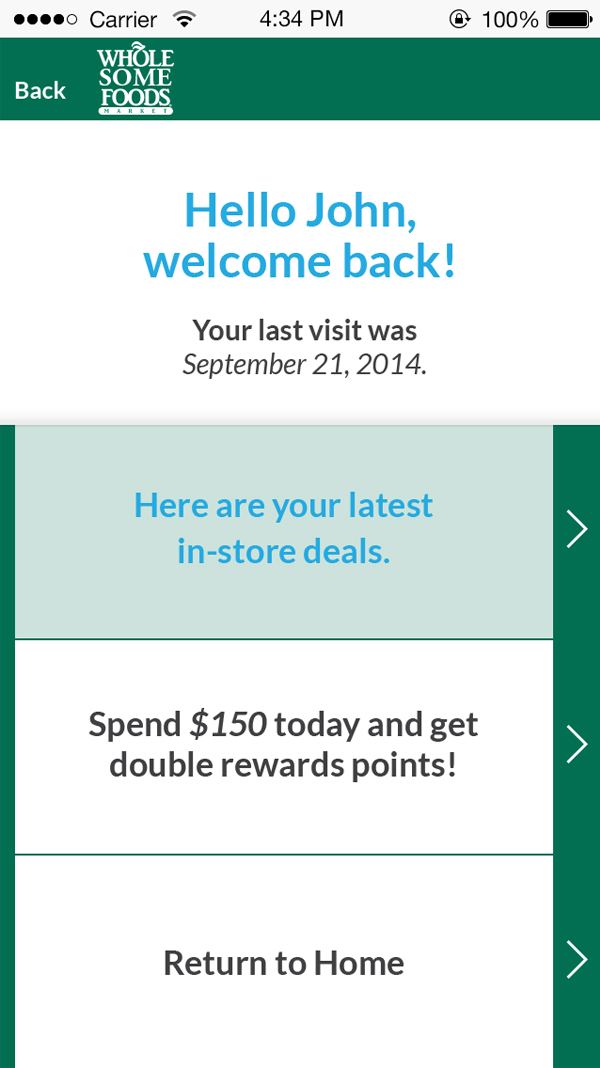 Carrier 4:34 PM 100%
Back
WHOLE
SOME
FOODS
MARKET
Hello John,
welcome back!
Your last visit was
September 21, 2014.
Here are your latest
in-store deals.
Spend $150 today and get
double rewards points!
Return to Home